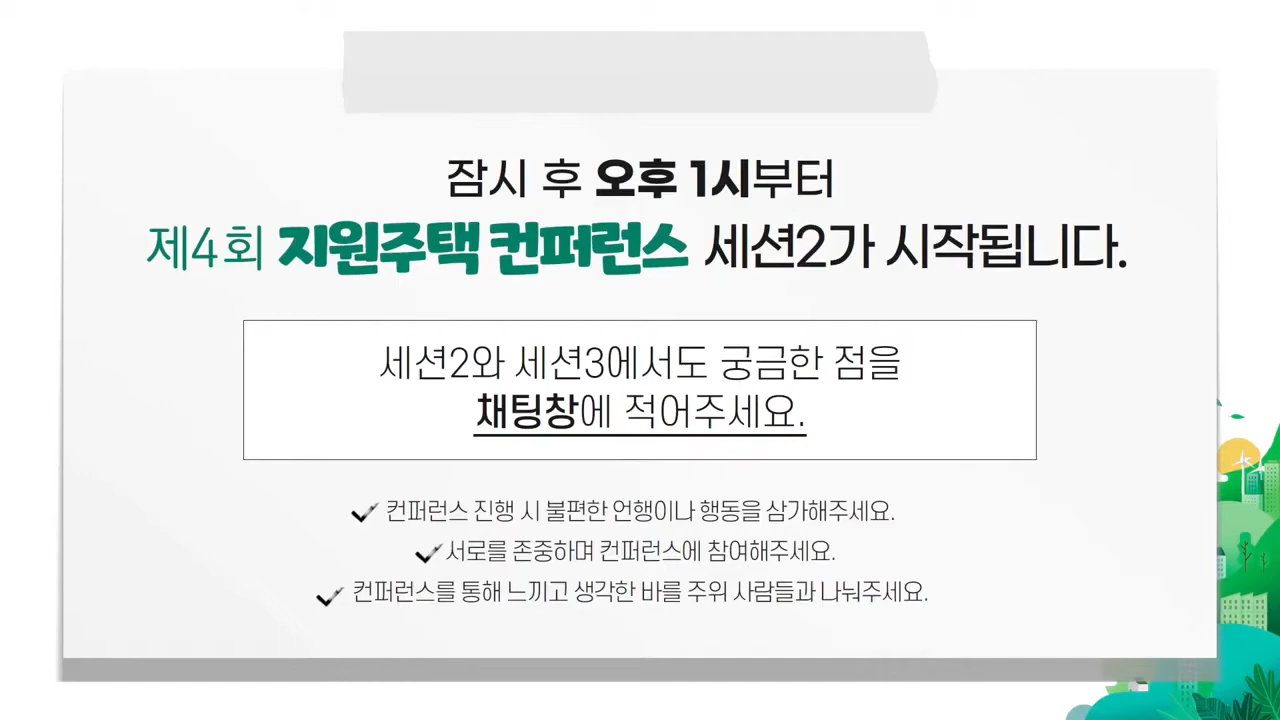 잠시 후 오후 1시부터
제4회 지원주택 컨퍼런스 세션2가 시작됩니다.
세션2와 세션3에서도 궁금한 점을
채팅창에 적어주세요.
컨퍼런스 진행 시 불편한 언행이나 행동을 삼가해주세요.
서로를 존중하며 컨퍼런스에 참여해주세요.
컨퍼런스를 통해 느끼고 생각한 바를 주위 사람들과 나눠주세요.